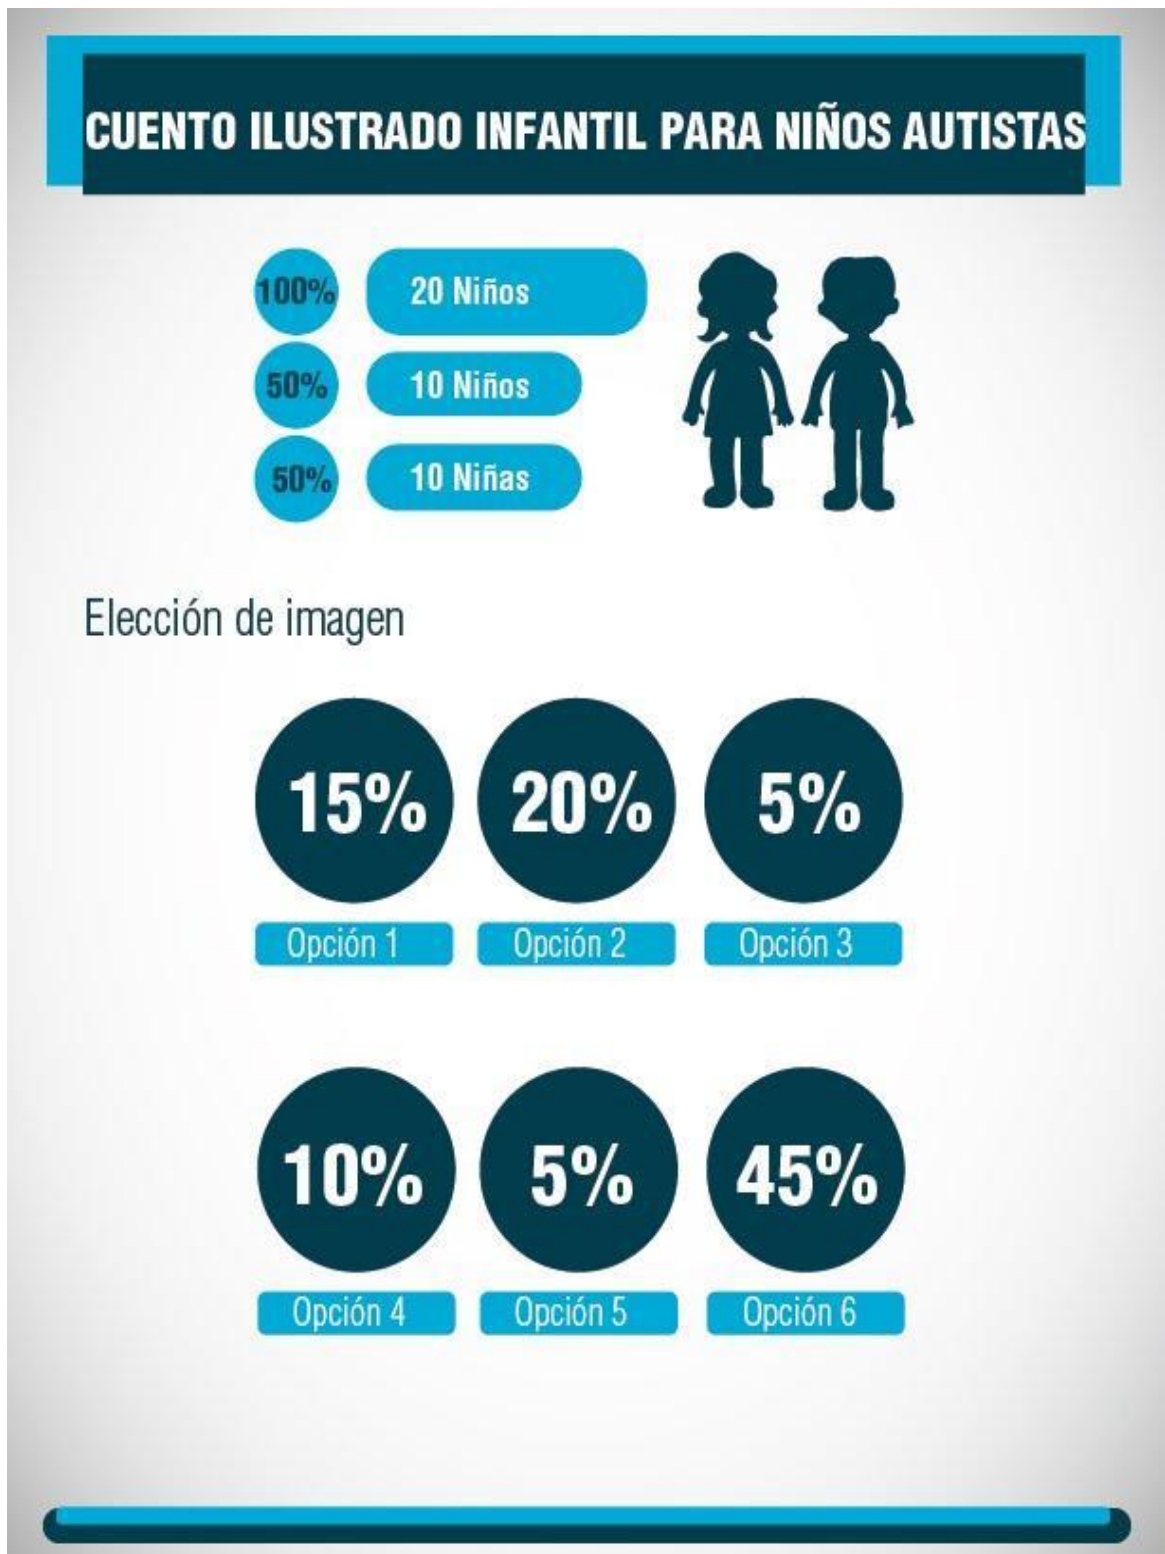 CUENTO ILUSTRADO INFANTIL PARA NIÑOS AUTISTAS
100% 20 Niños
50% 10 Niños
50% 10 Niñas
Elección de imagen
15% 20% 5%
Opción 1 Opción 2 Opción 3
10% 5% 45%
Opción 4 Opción 5 Opción 6